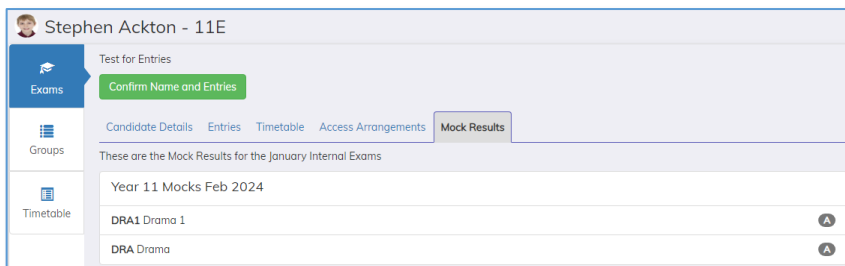 Stephen Ackton - 11E
Exams
Groups
Timetable
Test for Entries
Confirm Name and Entries
Candidate Details Entries Timetable Access Arrangements Mock Results
These are the Mock Results for the January Internal Exams
Year 11 Mocks Feb 2024
DRA1 Drama 1 A
DRA Drama A